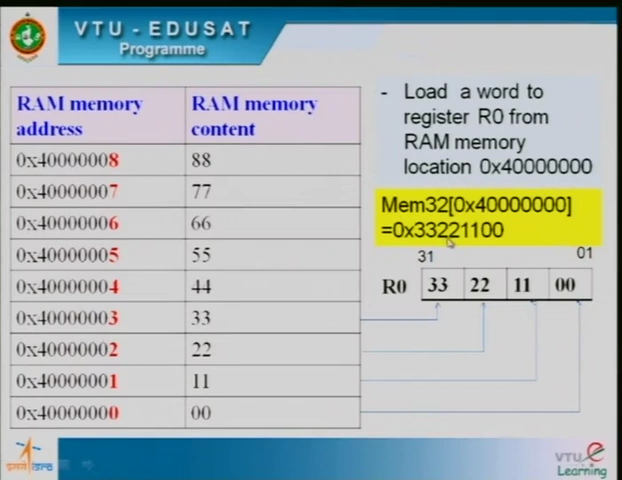 VTU - EDUSAT
Programme
RAM memory address RAM memory content
0x40000008 88
0x40000007 77
0x40000006 66
0x40000005 55
0x40000004 44
0x40000003 33
0x40000002 22
0x40000001 11
0x40000000 00
- Load a word to
register R0 from
RAM memory
location 0x40000000
Mem32[0x40000000]
=0x33221100
31 01
R0 33 22 11 00
VTU e
Learning